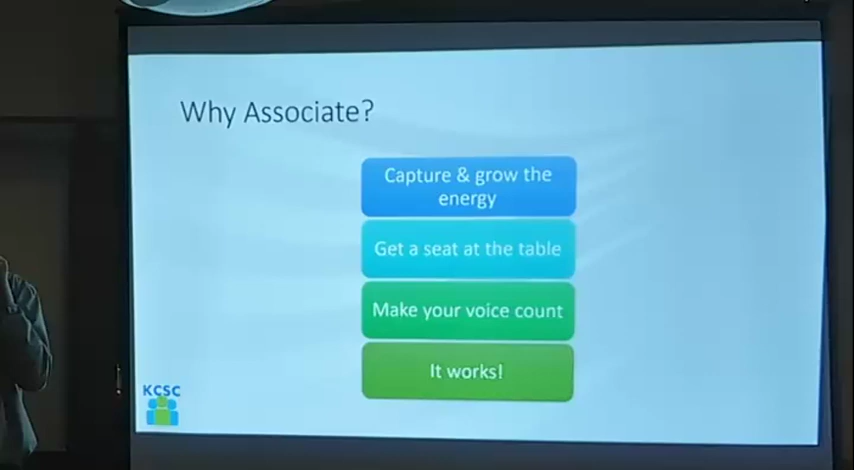 Why Associate?
Capture & grow the
energy
Get a seat at the table
Make your voice count
It works!
KCSC